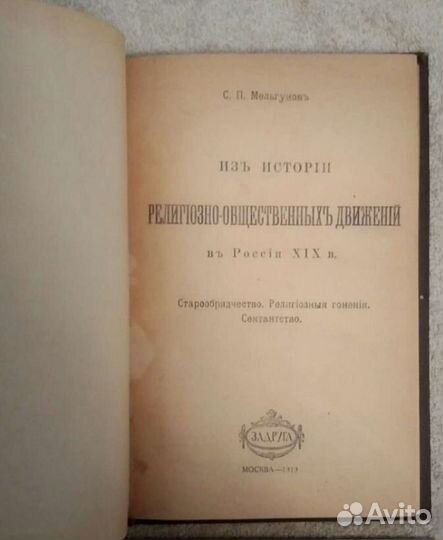 С. П. Мельгуновъ
ИЗЪ ИСТОРІИ
РЕЛИГІОЗНО-ОБЩЕСТВЕННЫХЪ ДВИЖЕНІЙ
въ Россіи XIX в.
Старообрядчество. Религіозныя гоненія.
Сектантство.
ЗАДРУГА
МОСКВА—1919
Avito